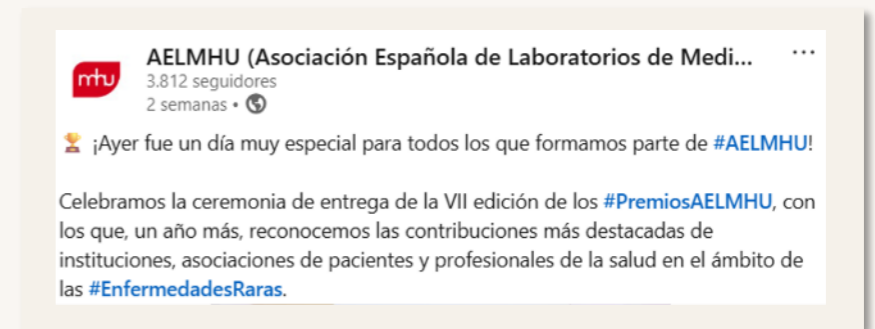 mhu
AELMHU (Asociación Española de Laboratorios de Medi...
3.812 seguidores
2 semanas •
¡Ayer fue un día muy especial para todos los que formamos parte de #AELMHU!
Celebramos la ceremonia de entrega de la VII edición de los #PremiosAELMHU, con
los que, un año más, reconocemos las contribuciones más destacadas de
instituciones, asociaciones de pacientes y profesionales de la salud en el ámbito de
las #EnfermedadesRaras.